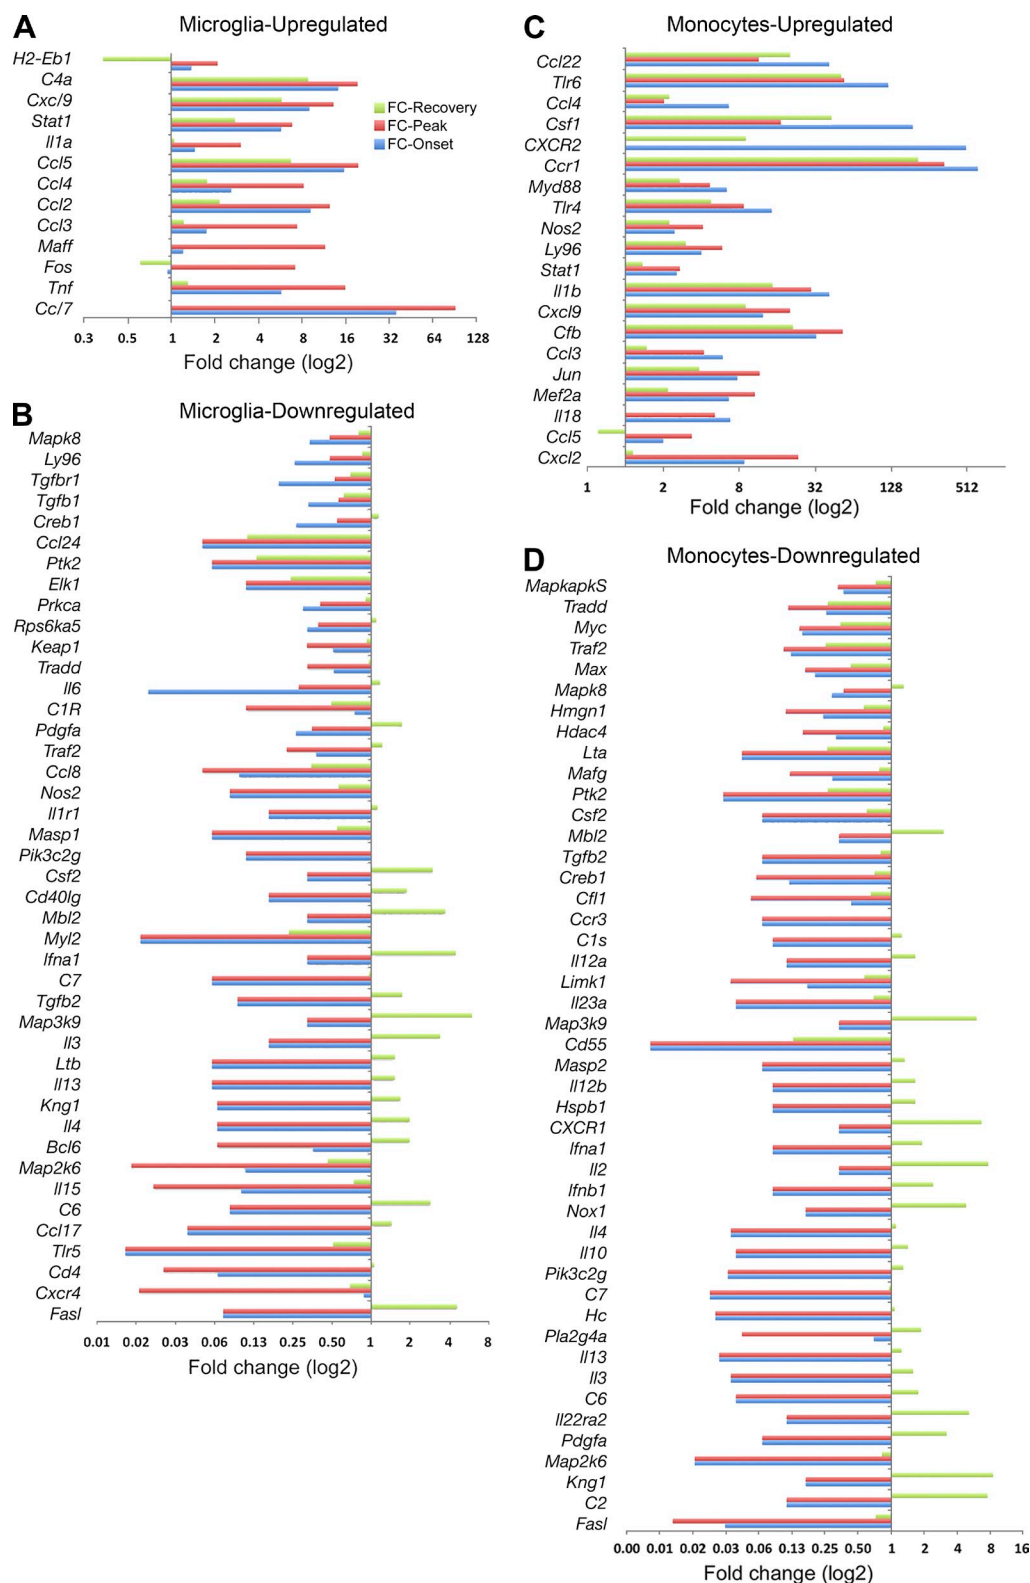 A
Microglia-Upregulated
H2-Eb1
C4a
Cxc/9
Stat1
Il1a
Ccl5
Ccl4
Ccl2
Ccl3
Maff
Fos
Tnf
Cc/7
FC-Recovery
FC-Peak
FC-Onset
0.3 0.5 1 2 4 8 16 32 64 128
Fold change (log2)
B
Microglia-Downregulated
Mapk8
Ly96
Tgfbr1
Tgfb1
Creb1
Ccl24
Ptk2
Elk1
Prkca
Rps6ka5
Keap1
Tradd
Il6
C1R
Pdgfa
Traf2
Ccl8
Nos2
Il1r1
Masp1
Pik3c2g
Csf2
Cd40lg
Mbl2
Myl2
Ifna1
C7
Tgfb2
Map3k9
Il3
Ltb
Il13
Kng1
Il4
Bcl6
Map2k6
Il15
C6
Ccl17
Tlr5
Cd4
Cxcr4
Fasl
0.01 0.02 0.03 0.06 0.13 0.25 0.50 1 2 4 8
Fold change (log2)
C
Monocytes-Upregulated
Ccl22
Tlr6
Ccl4
Csf1
CXCR2
Ccr1
Myd88
Tlr4
Nos2
Ly96
Stat1
Il1b
Cxcl9
Cfb
Ccl3
Jun
Mef2a
Il18
Ccl5
Cxcl2
1 2 8 32 128 512
Fold change (log2)
D
Monocytes-Downregulated
MapkapkS
Tradd
Myc
Traf2
Max
Mapk8
Hmgn1
Hdac4
Lta
Mafg
Ptk2
Csf2
Mbl2
Tgfb2
Creb1
Cfl1
Ccr3
C1s
Il12a
Limk1
Il23a
Map3k9
Cd55
Masp2
Il12b
Hspb1
CXCR1
Ifna1
Il2
Ifnb1
Nox1
Il4
Il10
Pik3c2g
C7
Hc
Pla2g4a
Il13
Il3
C6
Il22ra2
Pdgfa
Map2k6
Kng1
C2
Fasl
0.00 0.01 0.02 0.03 0.06 0.13 0.25 0.50 1 2 4 8 16
Fold change (log2)